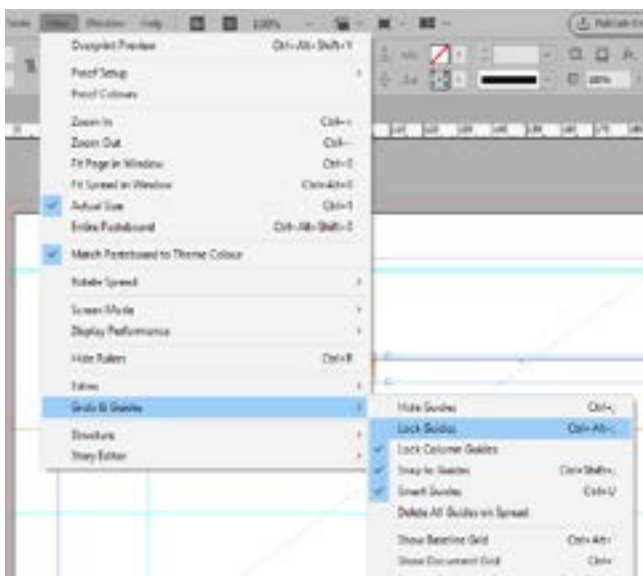 View Window Help 100%
Overprint Preview Ctrl+Alt+Shift+Y
Proof Setup
Proof Colours
Zoom In Ctrl+=
Zoom Out Ctrl+-
Fit Page in Window Ctrl+0
Fit Spread in Window Ctrl+Alt+0
Actual Size Ctrl+1
Entire Pasteboard Ctrl+Alt+Shift+0
Match Pasteboard to Theme Colour
Rotate Spread
Screen Mode
Display Performance
Hide Rulers Ctrl+R
Extras
Grids & Guides
Structure
Story Editor
Hide Guides Ctrl+;
Lock Guides Ctrl+Alt+;
Lock Column Guides
Snap to Guides Ctrl+Shift+;
Smart Guides Ctrl+U
Delete All Guides on Spread
Show Baseline Grid Ctrl+Alt+'
Show Document Grid Ctrl+'